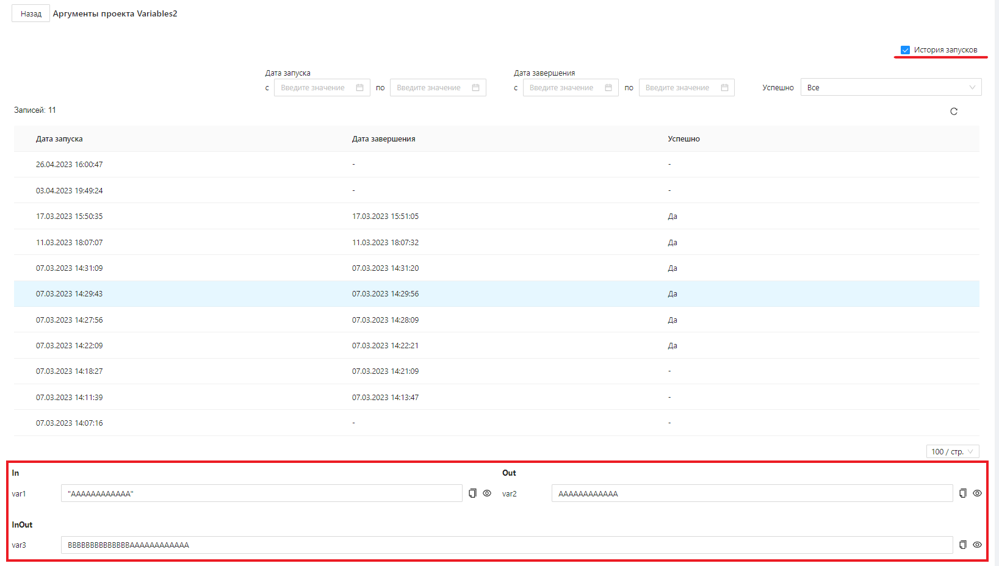 Назад Аргументы проекта Variables2
История запусков
Дата запуска Дата завершения
с Введите значение по Введите значение с Введите значение по Введите значение Успешно Все
Записей: 11
Дата запуска Дата завершения Успешно
26.04.2023 16:00:47 - -
03.04.2023 19:49:24 - -
17.03.2023 15:50:35 17.03.2023 15:51:05 Да
11.03.2023 18:07:07 11.03.2023 18:07:32 Да
07.03.2023 14:31:09 07.03.2023 14:31:20 Да
07.03.2023 14:29:43 07.03.2023 14:29:56 Да
07.03.2023 14:27:56 07.03.2023 14:28:09 Да
07.03.2023 14:22:09 07.03.2023 14:22:21 Да
07.03.2023 14:18:27 07.03.2023 14:21:09 -
07.03.2023 14:11:39 07.03.2023 14:13:47 -
07.03.2023 14:07:16 - -
100 / стр.
In Out
var1 "AAAAAAAAAAAA" var2 AAAAAAAAAAAA
InOut
var3 BBBBBBBBBBBBBBAAAAAAAAAAAA